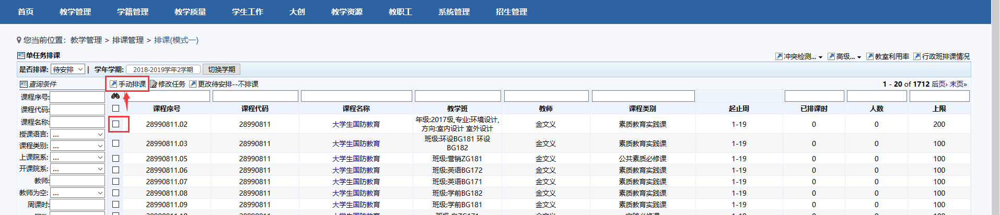 首页 教学管理 学籍管理 教学质量 学生工作 大创 教学资源 教职工 系统管理 招生管理
您当前位置: 教学管理 > 排课管理 > 排课(模式一)
单任务排课 冲突检测... 高级... 教室利用率 行政班排课情况
是否排课: 待安排 | 学年学期: 2018-2019学年2学期 切换学期
查询条件 手动排课 修改任务 更改待安排--不排课 1 - 20 of 1712 后页› 末页»
课程序号:
课程代码:
课程名称:
授课语言: ...
课程类别: ...
上课院系: ...
开课院系: ...
教师:
教师为空: ...
周课时:
课程序号 课程代码 课程名称 教学班 教师 课程类别 起止周 已排课时 人数 上限
28990811.02 28990811 大学生国防教育 年级:2017级,专业:环境设计,方向:室内设计 室外设计 金文义 素质教育实践课 1-19 0 0 200
28990811.03 28990811 大学生国防教育 班级:环设BG181 环设BG182 金文义 素质教育实践课 1-19 0 0 100
28990811.05 28990811 大学生国防教育 班级:营销ZG181 金文义 公共素质必修课 1-19 0 0 100
28990811.06 28990811 大学生国防教育 班级:英语BG172 金文义 素质教育实践课 1-19 0 0 100
28990811.07 28990811 大学生国防教育 班级:英语BG171 金文义 素质教育实践课 1-19 0 0 100
28990811.08 28990811 大学生国防教育 班级:学前BG182 金文义 素质教育实践课 1-19 0 0 100
28990811.09 28990811 大学生国防教育 班级:学前BG181 金文义 素质教育实践课 1-19 0 0 100